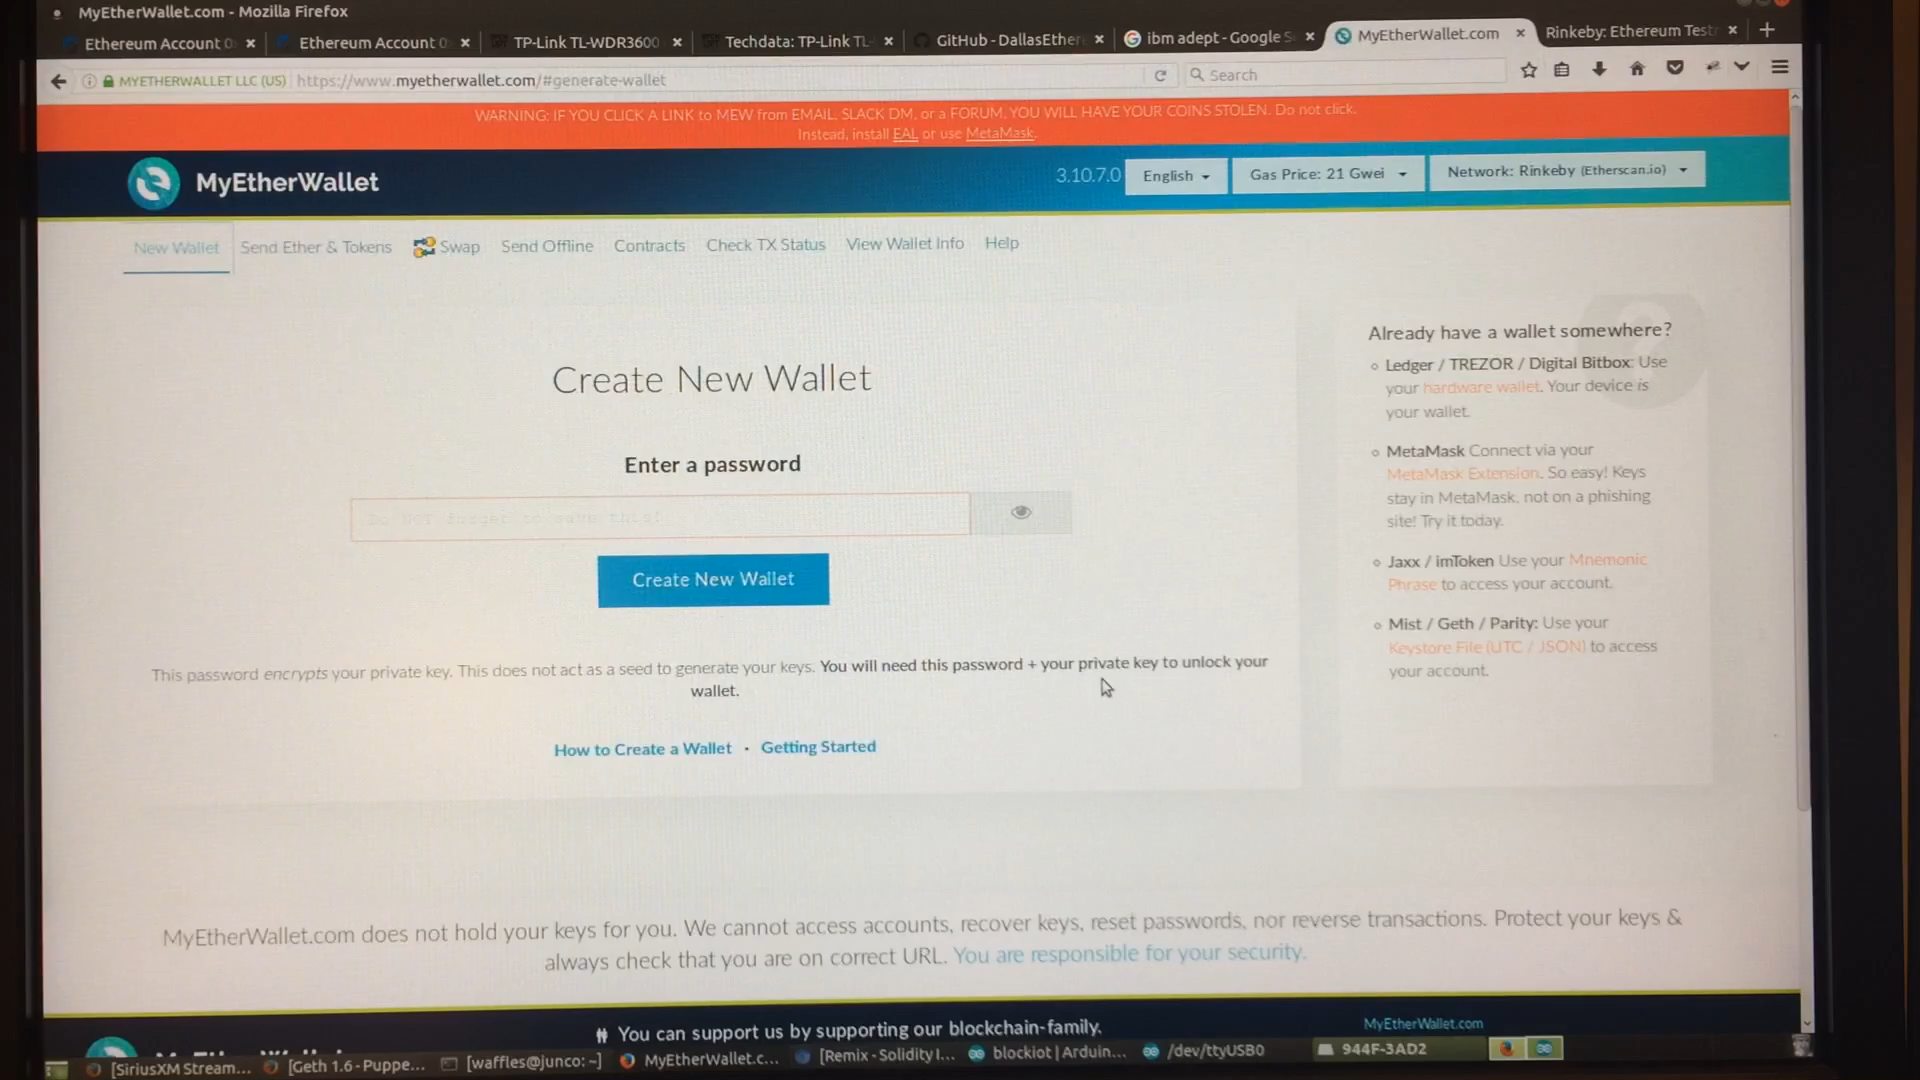 MyEtherWallet.com - Mozilla Firefox
Ethereum Account 0
Ethereum Account 0
TP-Link TL-WDR3600
Techdata: TP-Link TL-
GitHub - DallasEther
ibm adept - Google S
MyEtherWallet.com
Rinkeby: Ethereum Test
MYETHERWALLET LLC (US)
https://www.myetherwallet.com/#generate-wallet
Search
WARNING: IF YOU CLICK A LINK to MEW from EMAIL, SLACK DM, or a FORUM, YOU WILL HAVE YOUR COINS STOLEN. Do not click.
Instead, install EAL or use MetaMask.
MyEtherWallet
3.10.7.0
English
Gas Price: 21 Gwei
Network: Rinkeby (Etherscan.io)
New Wallet
Send Ether & Tokens
Swap
Send Offline
Contracts
Check TX Status
View Wallet Info
Help
Create New Wallet
Enter a password
Do NOT forget to save this!
Create New Wallet
This password encrypts your private key. This does not act as a seed to generate your keys. You will need this password + your private key to unlock your
wallet.
How to Create a Wallet · Getting Started
Already have a wallet somewhere?
Ledger / TREZOR / Digital Bitbox: Use
your hardware wallet. Your device is
your wallet.
MetaMask Connect via your
MetaMask Extension. So easy! Keys
stay in MetaMask, not on a phishing
site! Try it today.
Jaxx / imToken Use your Mnemonic
Phrase to access your account.
Mist / Geth / Parity: Use your
Keystore File (UTC / JSON) to access
your account.
MyEtherWallet.com does not hold your keys for you. We cannot access accounts, recover keys, reset passwords, nor reverse transactions. Protect your keys &
always check that you are on correct URL. You are responsible for your security.
You can support us by supporting our blockchain-family.
MyEtherWallet.com
[SiriusXM Stream...
[Geth 1.6 - Puppe...
[waffles@junco: ~]
MyEtherWallet.c...
[Remix - Solidity I...
blockiot | Arduin...
/dev/ttyUSB0
944F-3AD2